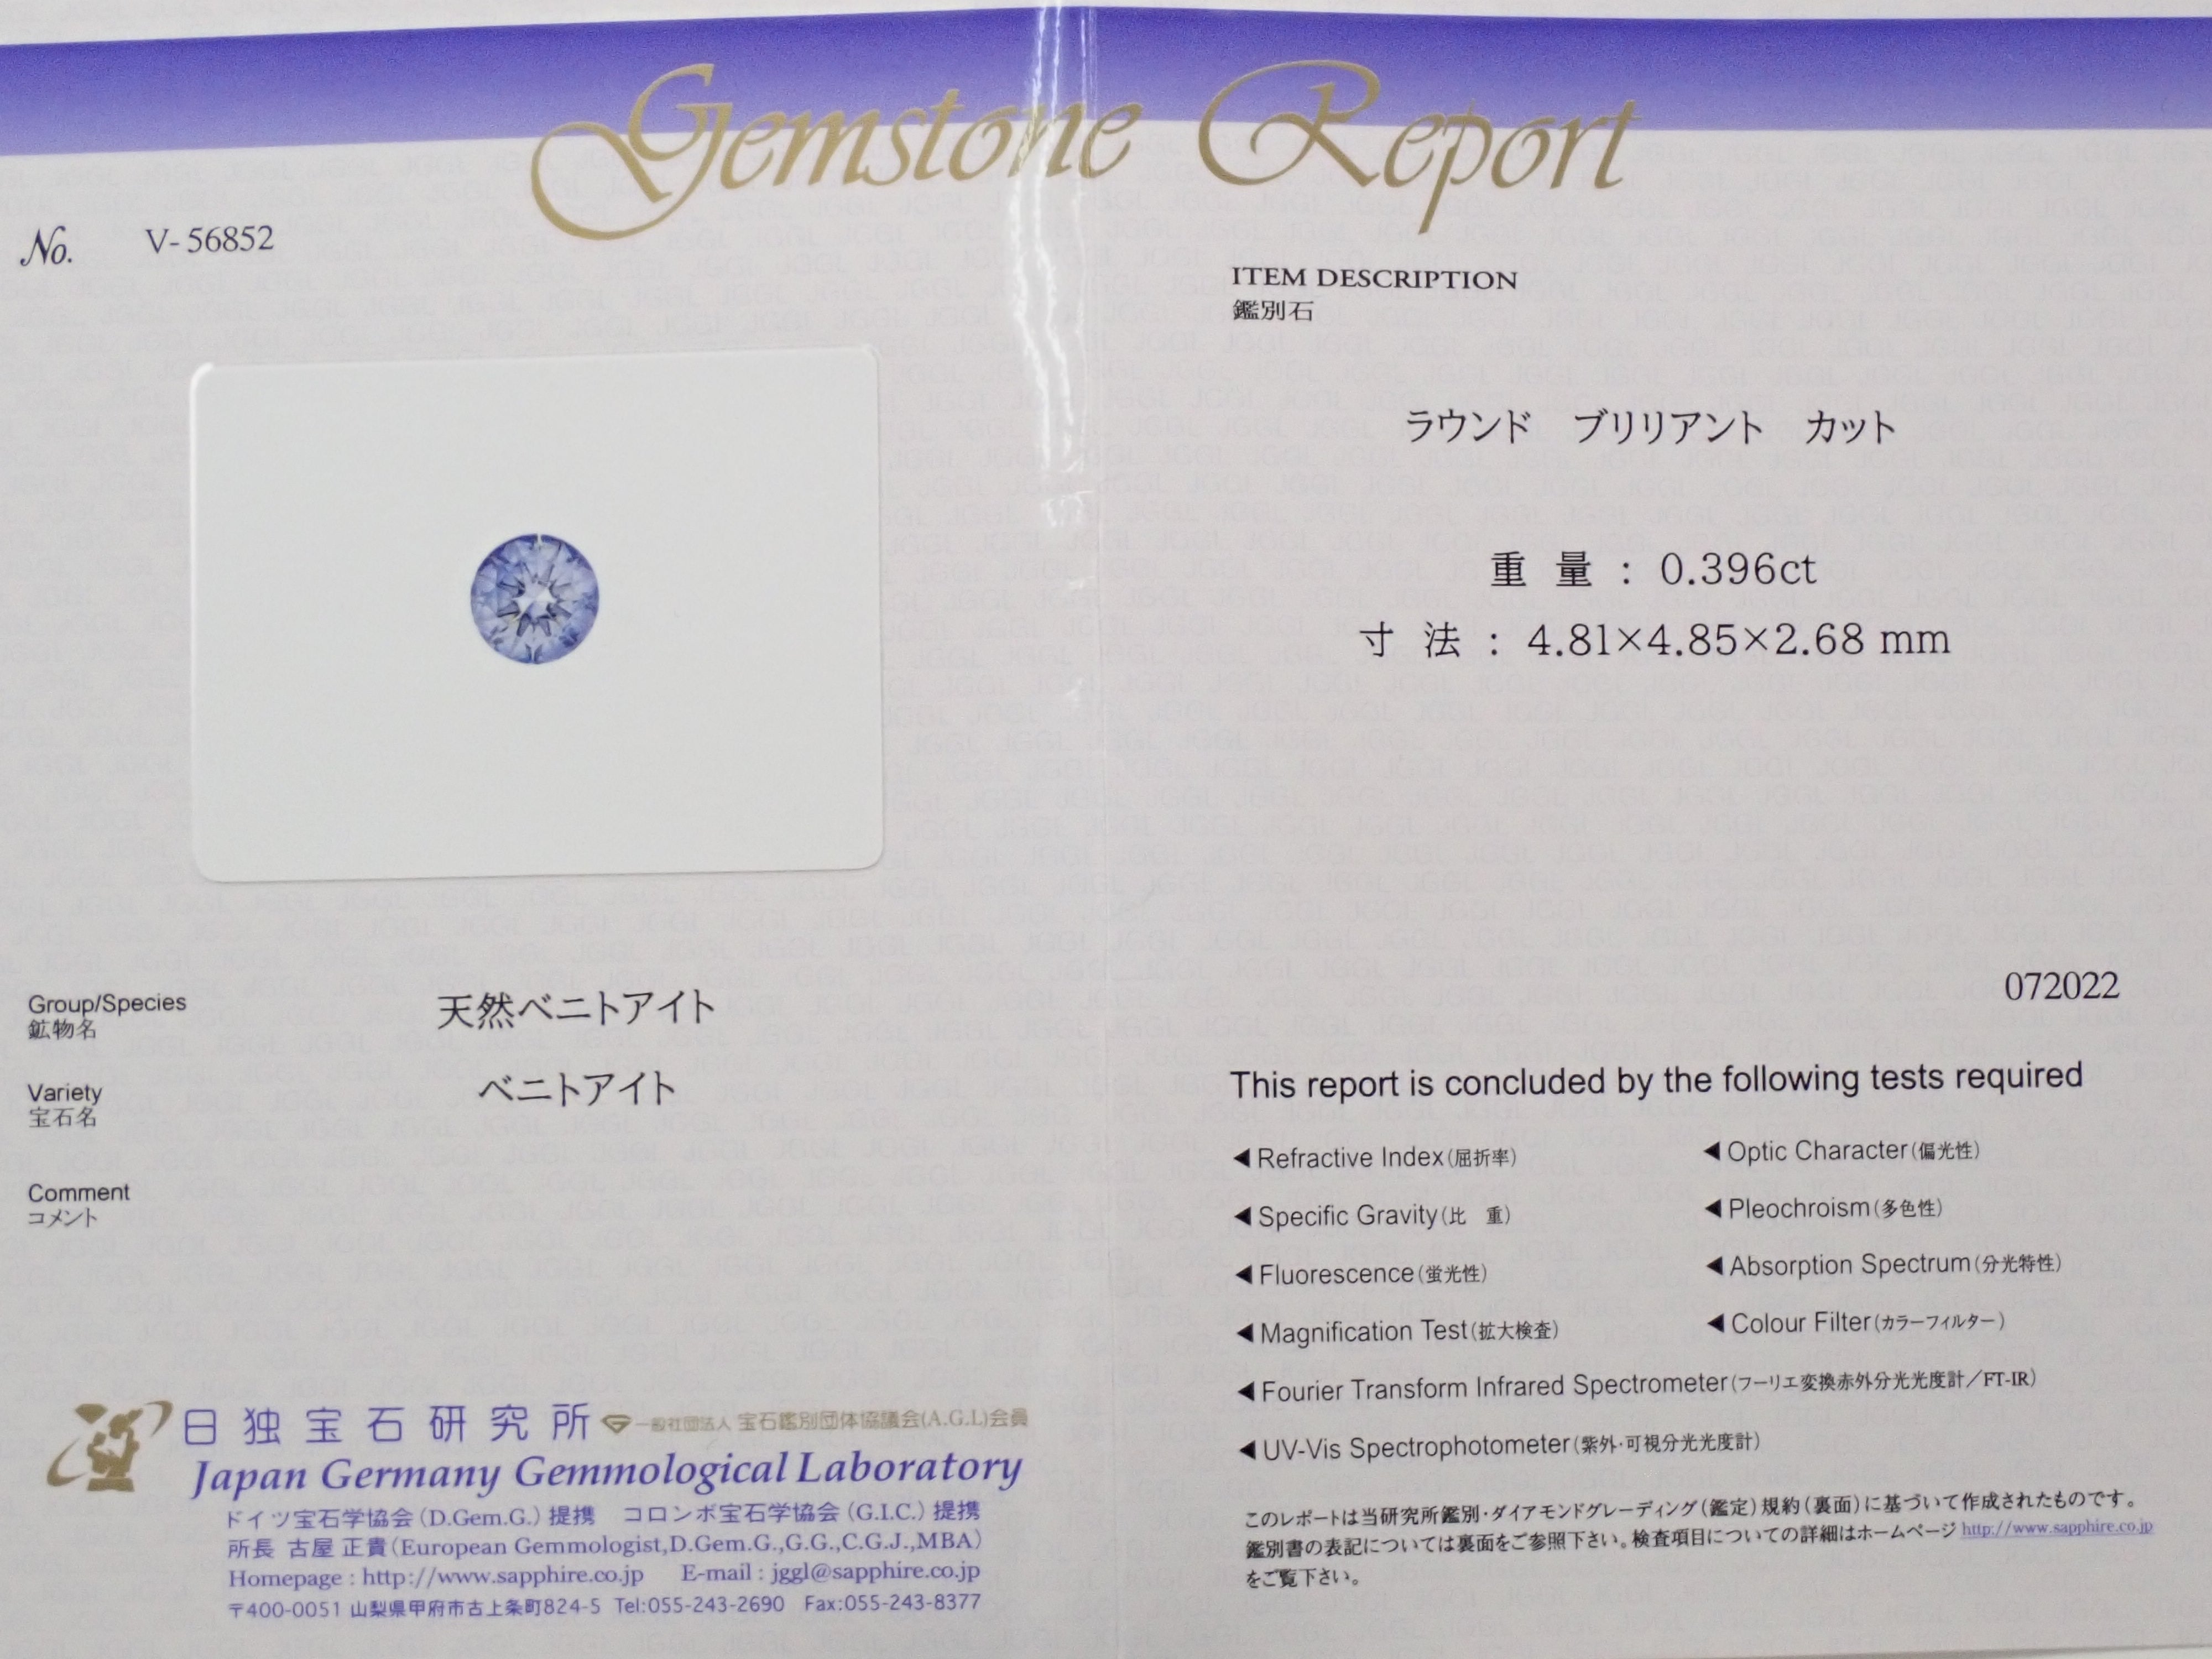 Gemstone Report
No. V-56852
ITEM DESCRIPTION
鑑別石
ラウンド ブリリアント カット
重 量 : 0.396ct
寸 法 : 4.81×4.85×2.68 mm
Group/Species
鉱物名
天然ベニトアイト
Variety
宝石名
ベニトアイト
Comment
コメント
日独宝石研究所 一般社団法人 宝石鑑別団体協議会(A.G.L)会員
Japan Germany Gemmological Laboratory
ドイツ宝石学協会(D.Gem.G.)提携 コロンボ宝石学協会(G.I.C.)提携
所長 古屋 正貴(European Gemmologist,D.Gem.G.,G.G.,C.G.J.,MBA)
Homepage : http://www.sapphire.co.jp E-mail : jggl@sapphire.co.jp
〒400-0051 山梨県甲府市古上条町824-5 Tel:055-243-2690 Fax:055-243-8377
072022
This report is concluded by the following tests required
◀Refractive Index(屈折率) ◀Optic Character(偏光性)
◀Specific Gravity(比 重) ◀Pleochroism(多色性)
◀Fluorescence(蛍光性) ◀Absorption Spectrum(分光特性)
◀Magnification Test(拡大検査) ◀Colour Filter(カラーフィルター)
◀Fourier Transform Infrared Spectrometer(フーリエ変換赤外分光光度計/FT-IR)
◀UV-Vis Spectrophotometer(紫外・可視分光光度計)
このレポートは当研究所鑑別・ダイアモンドグレーディング(鑑定)規約(裏面)に基づいて作成されたものです。
鑑別書の表記については裏面をご参照下さい。検査項目についての詳細はホームページ http://www.sapphire.co.jp
をご覧下さい。